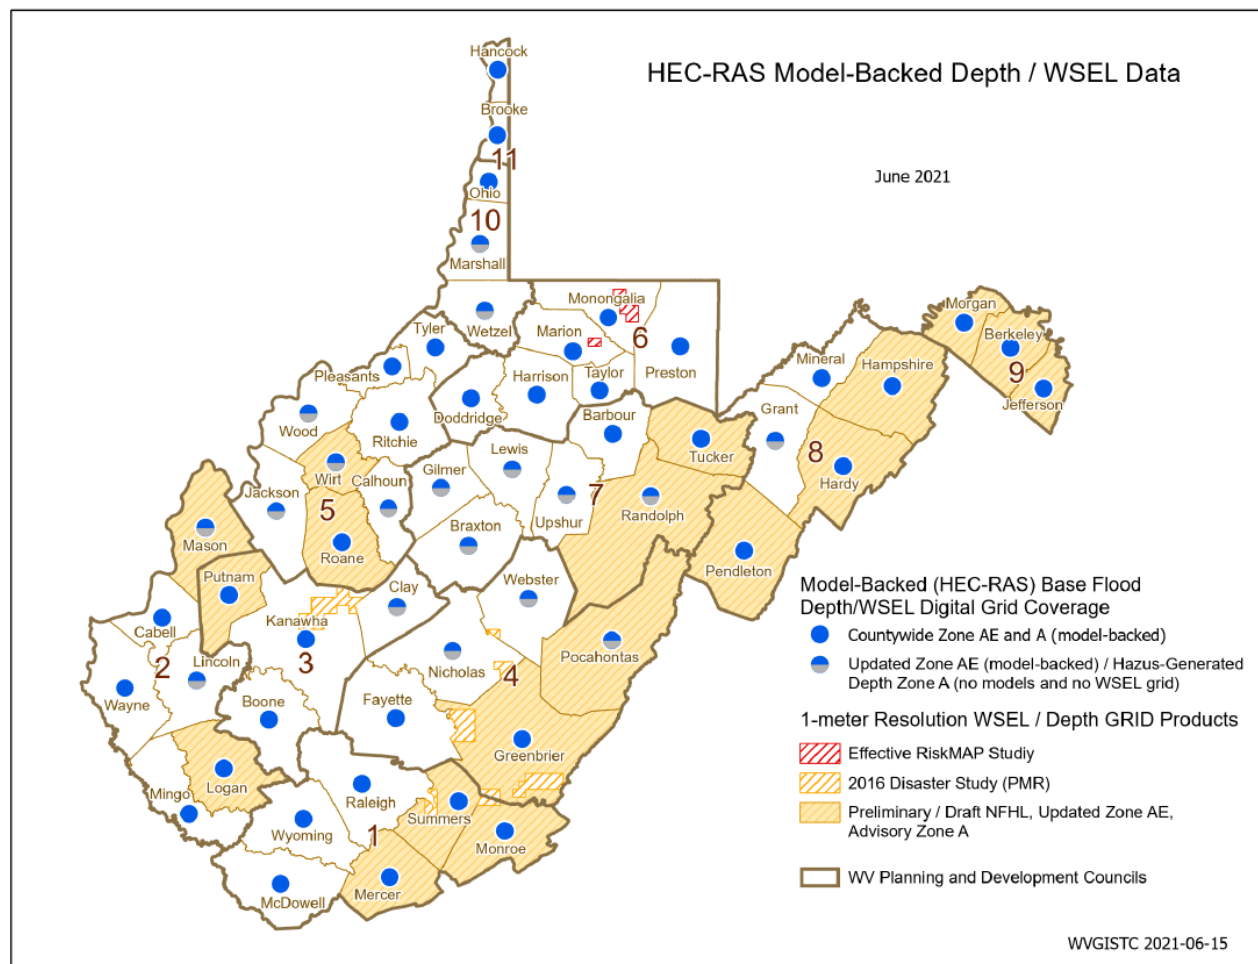 Hancock
HEC-RAS Model-Backed Depth / WSEL Data
Brooke
11
June 2021
Ohio
10
Marshall
Monongalia
Morgan
Wetzel
Tyler
Marion
6
Berkeley
Mineral
Hampshire
Pleasants
Harrison
Taylor
Preston
9
Jefferson
Doddridge
Barbour
Grant
Wood
Ritchie
Lewis
Tucker
8
Wirt
Calhoun
Gilmer
Hardy
Jackson
7
5
Upshur
Randolph
Braxton
Mason
Roane
Pendleton
Putnam
Clay
Webster
Model-Backed (HEC-RAS) Base Flood
Depth/WSEL Digital Grid Coverage
Kanawha
Cabell
Countywide Zone AE and A (model-backed)
Pocahontas
2
Lincoln
3
Nicholas
4
Updated Zone AE (model-backed) / Hazus-Generated
Depth Zone A (no models and no WSEL grid)
Wayne
Boone
Fayette
1-meter Resolution WSEL / Depth GRID Products
Greenbrier
Effective RiskMAP Studiy
Logan
2016 Disaster Study (PMR)
Mingo
Raleigh
Summers
Preliminary / Draft NFHL, Updated Zone AE,
Advisory Zone A
Wyoming
1
Monroe
WV Planning and Development Councils
Mercer
McDowell
WVGISTC 2021-06-15